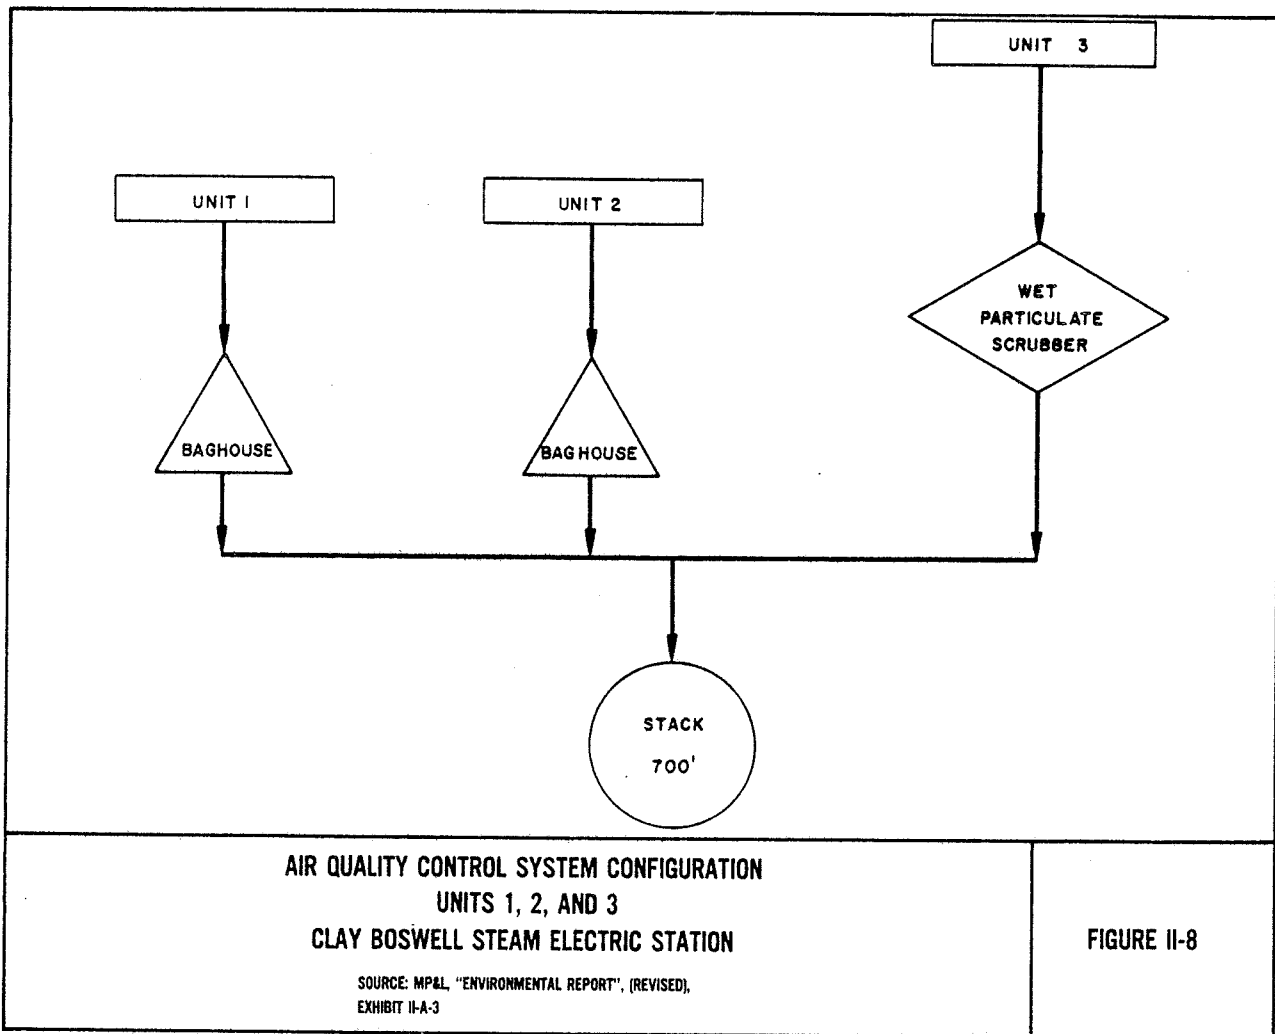 UNIT 3
UNIT 1
UNIT 2
WET
PARTICULATE
SCRUBBER
BAGHOUSE
BAGHOUSE
STACK
700'
AIR QUALITY CONTROL SYSTEM CONFIGURATION
UNITS 1, 2, AND 3
CLAY BOSWELL STEAM ELECTRIC STATION
SOURCE: MP&L, "ENVIRONMENTAL REPORT", (REVISED),
EXHIBIT II-A-3
FIGURE II-8